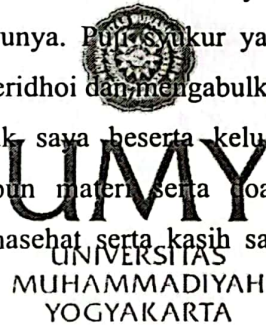 unya. Puji syukur ya
eridhoi dan mengabulk
k saya beserta kelu
UMY
pun materi serta doa
nasehat serta kasih sa
UNIVERSITAS
MUHAMMADIYAH
YOGYAKARTA